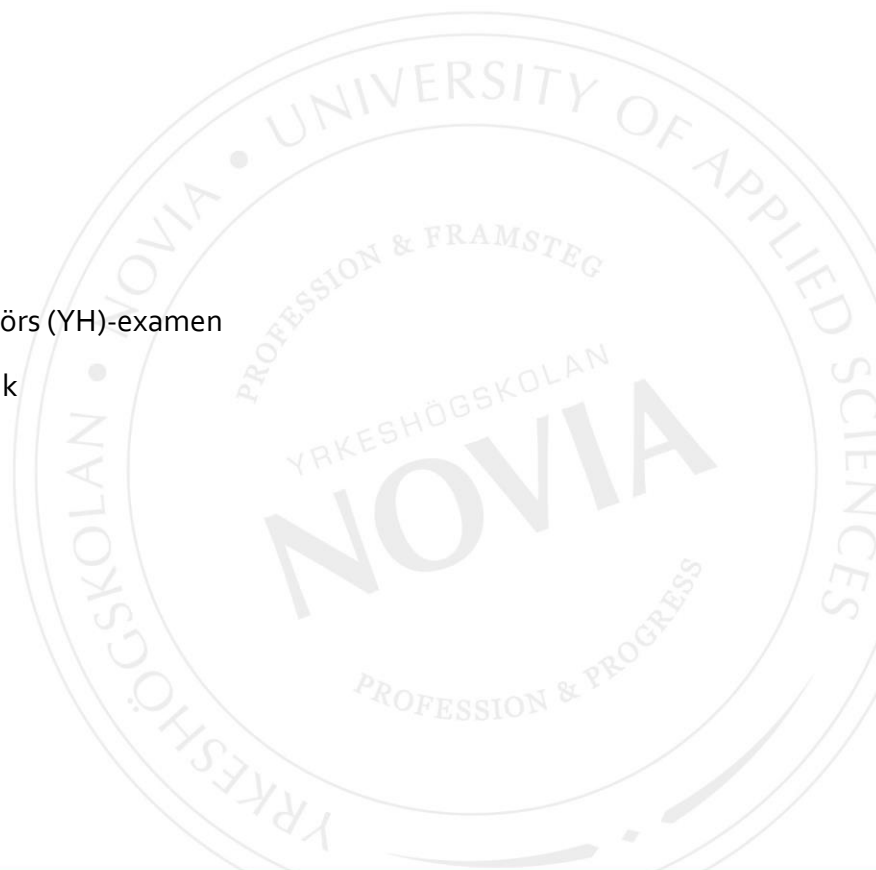 örs (YH)-examen
k
YRKESHÖGSKOLAN • NOVIA • UNIVERSITY OF APPLIED SCIENCES
PROFESSION & FRAMSTEG
YRKESHÖGSKOLAN
NOVIA
PROFESSION & PROGRESS